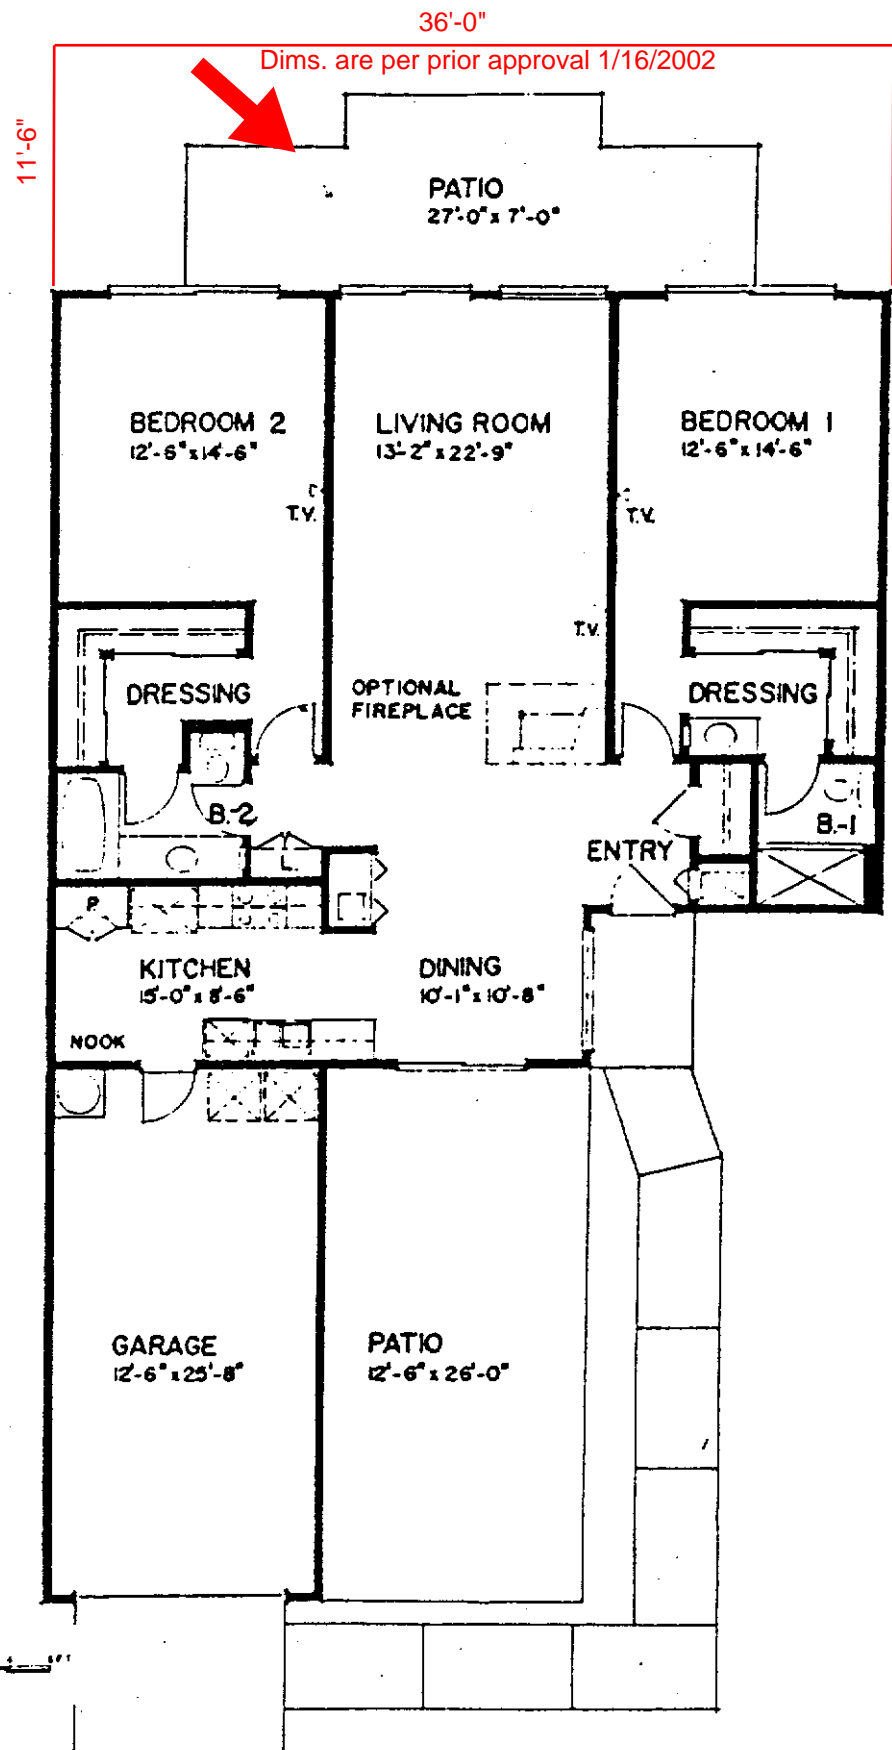 36'-0"
Dims. are per prior approval 1/16/2002
11'-6"
PATIO
27'-0" x 7'-0"
BEDROOM 2
12'-6" x 14'-6"
LIVING ROOM
13'-2" x 22'-9"
BEDROOM 1
12'-6" x 14'-6"
T.V.
T.V.
T.V.
DRESSING
OPTIONAL
FIREPLACE
DRESSING
B.-2
B.-1
ENTRY
P
KITCHEN
15'-0" x 8'-6"
DINING
10'-1" x 10'-8"
NOOK
GARAGE
12'-6" x 25'-8"
PATIO
12'-6" x 26'-0"